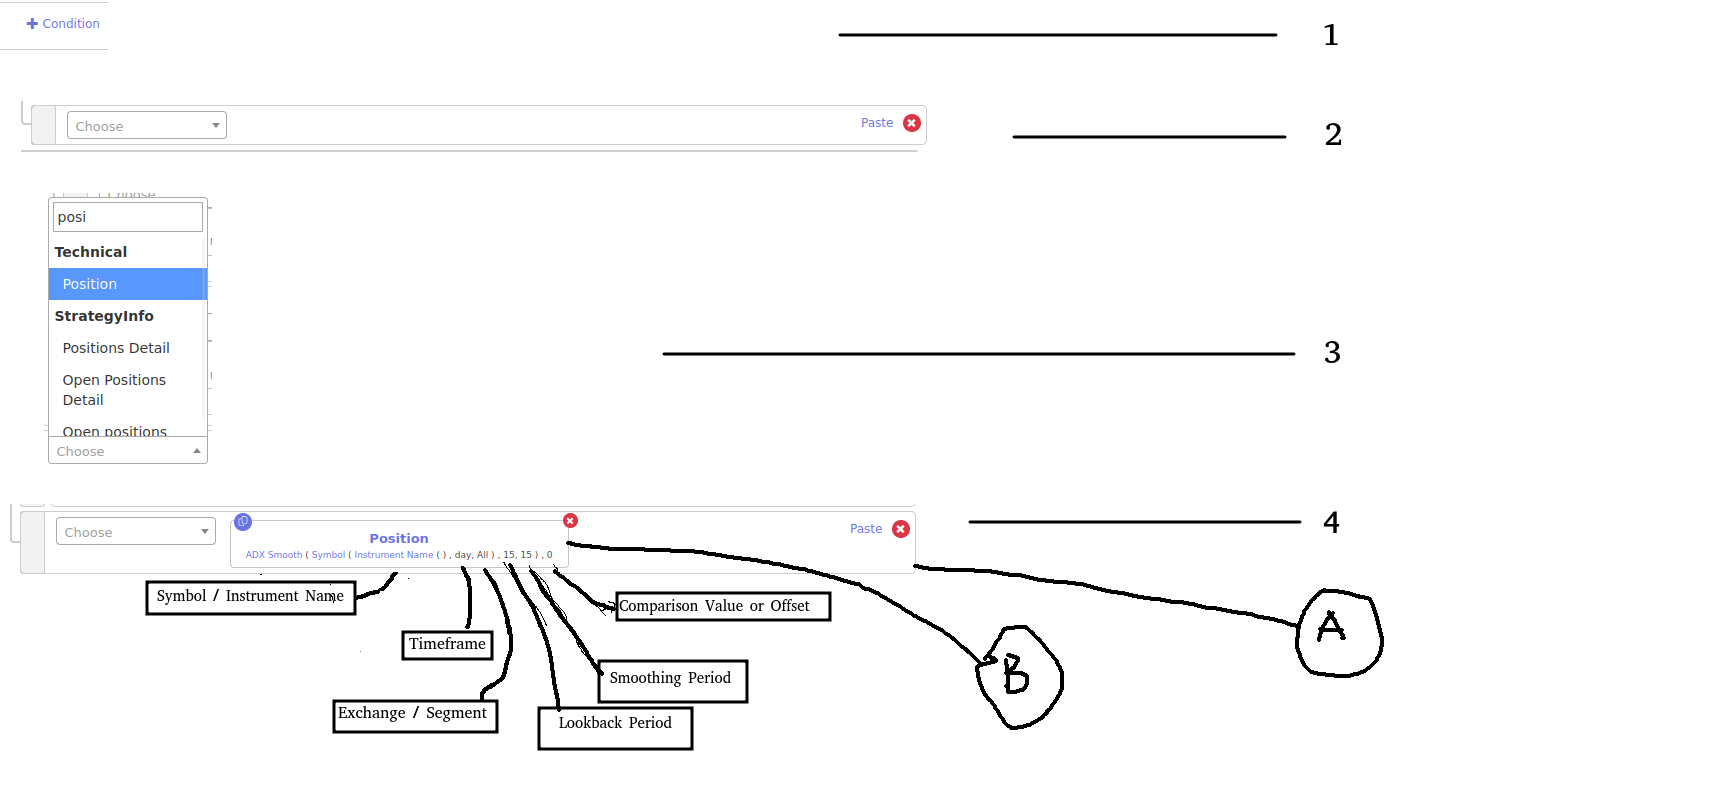 Condition
1
Choose
Paste
2
Choose
posi
Technical
Position
StrategyInfo
Positions Detail
Open Positions
Detail
Open positions
Choose
3
Choose
Position
ADX Smooth ( Symbol ( Instrument Name ( ) , day, All ) , 15, 15 ) , 0
Paste
4
Symbol / Instrument Name
Comparison Value or Offset
Timeframe
A
B
Smoothing Period
Exchange / Segment
Lookback Period